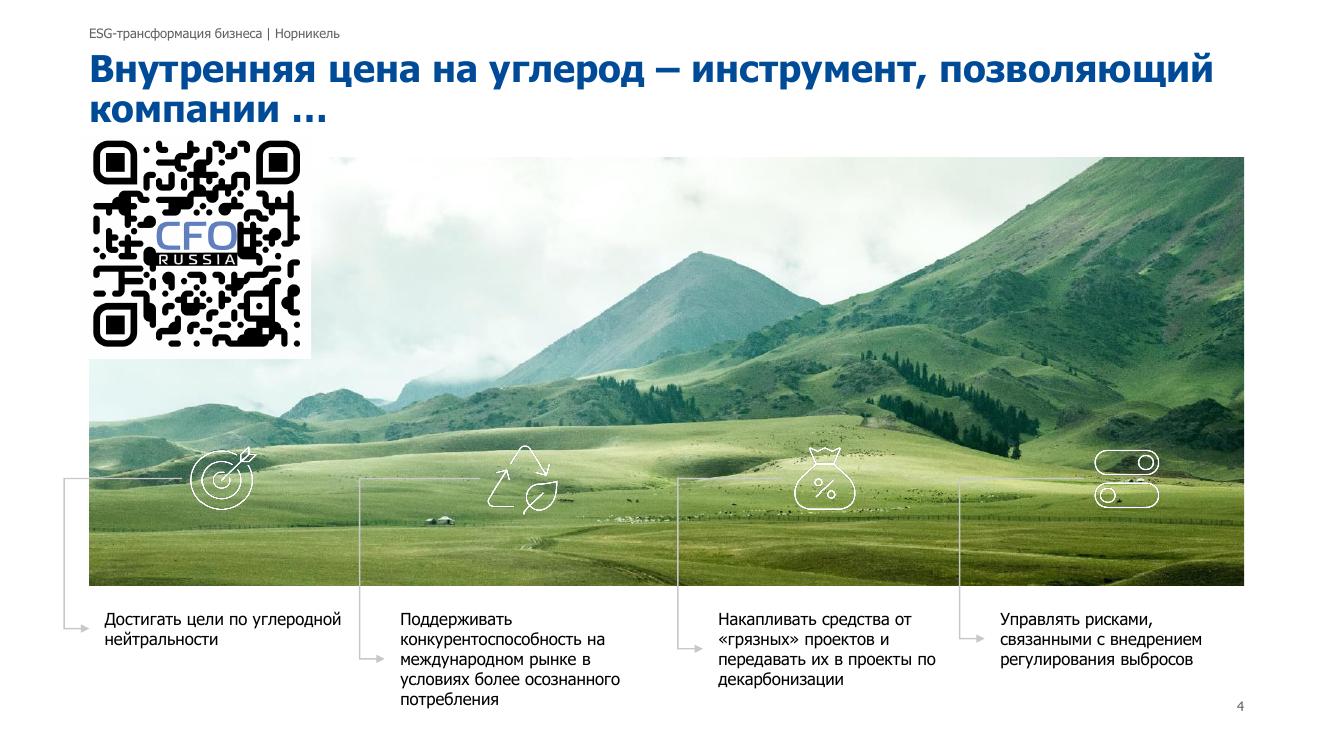 ESG-трансформация бизнеса | Норникель
Внутренняя цена на углерод – инструмент, позволяющий
компании ...
CFO
RUSSIA
%
Достигать цели по углеродной
нейтральности
Поддерживать
конкурентоспособность на
международном рынке в
условиях более осознанного
потребления
Накапливать средства от
«грязных» проектов и
передавать их в проекты по
декарбонизации
Управлять рисками,
связанными с внедрением
регулирования выбросов
4